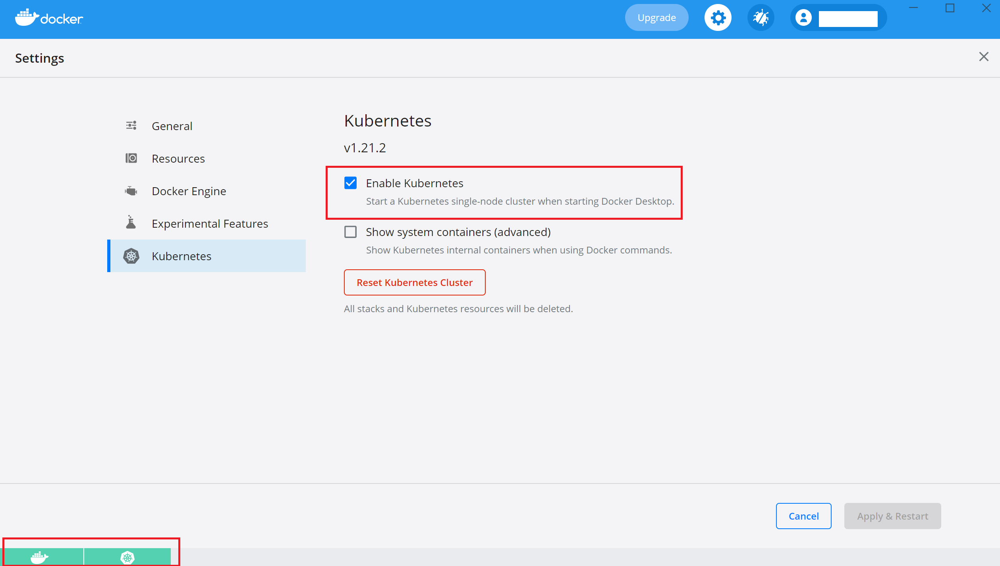 docker
Upgrade
Settings
General
Resources
Docker Engine
Experimental Features
Kubernetes
Kubernetes
v1.21.2
Enable Kubernetes
Start a Kubernetes single-node cluster when starting Docker Desktop.
Show system containers (advanced)
Show Kubernetes internal containers when using Docker commands.
Reset Kubernetes Cluster
All stacks and Kubernetes resources will be deleted.
Cancel
Apply & Restart